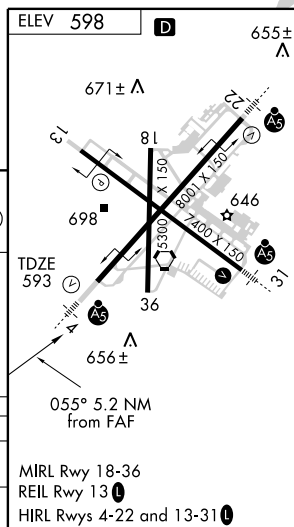 ELEV 598
D
655±
671±
22
A5
13
18
V
P
8001 X 150
5300 X 150
646
698
7400 X 150
TDZE
593
V
A5
V
31
4
A5
36
656±
055° 5.2 NM
from FAF
MIRL Rwy 18-36
REIL Rwy 13 L
HIRL Rwys 4-22 and 13-31 L